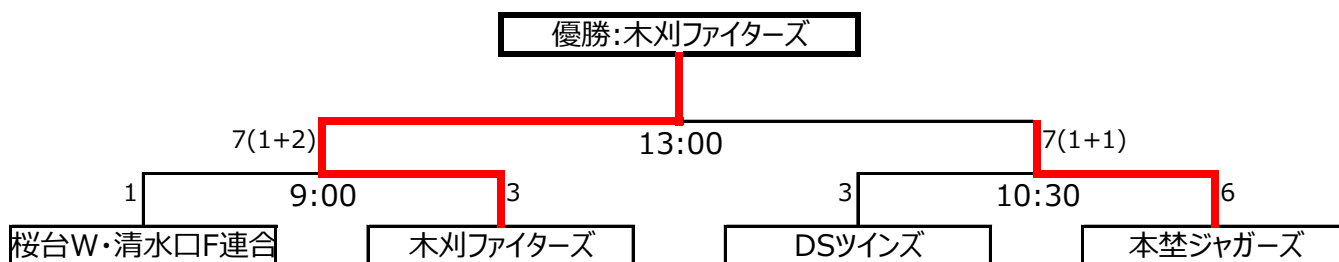 優勝:木刈ファイターズ
7(1+2)
13:00
7(1+1)
1
9:00
3
3
10:30
6
桜台W・清水口F連合
木刈ファイターズ
DSツインズ
本埜ジャガーズ